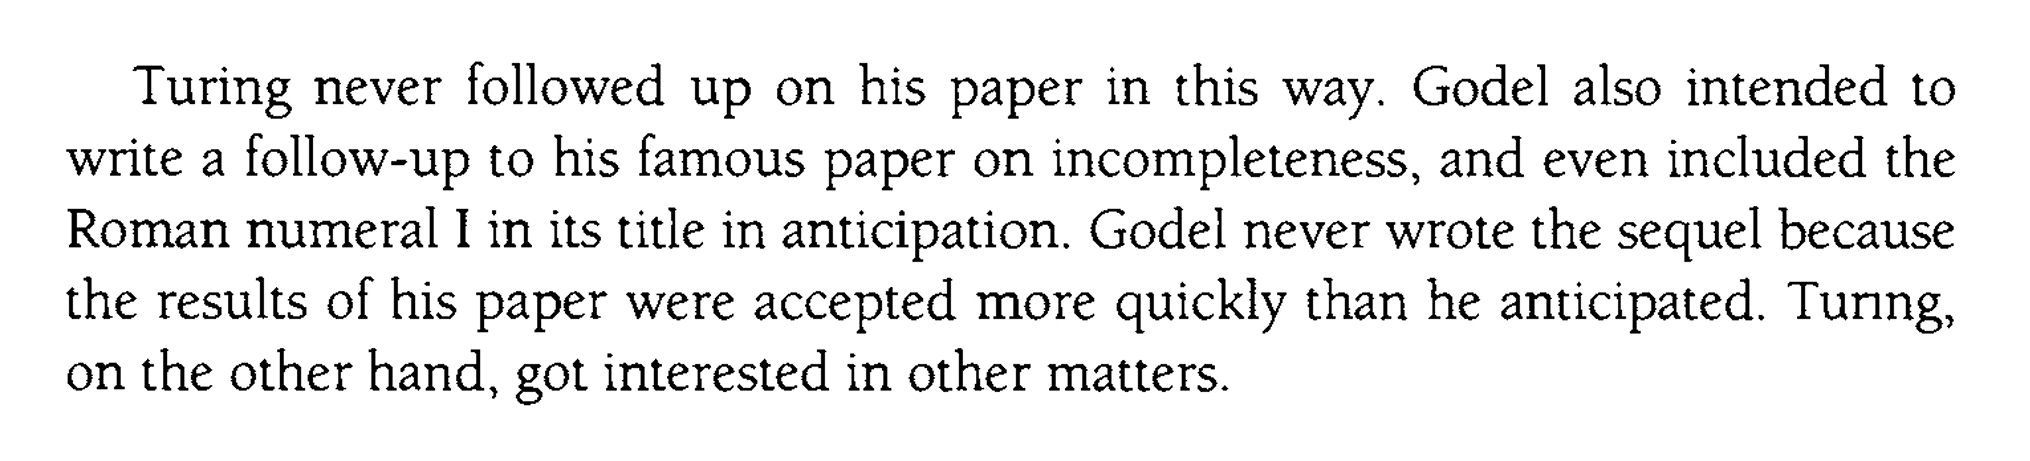 Turing never followed up on his paper in this way. Godel also intended to
write a follow-up to his famous paper on incompleteness, and even included the
Roman numeral I in its title in anticipation. Godel never wrote the sequel because
the results of his paper were accepted more quickly than he anticipated. Turing,
on the other hand, got interested in other matters.